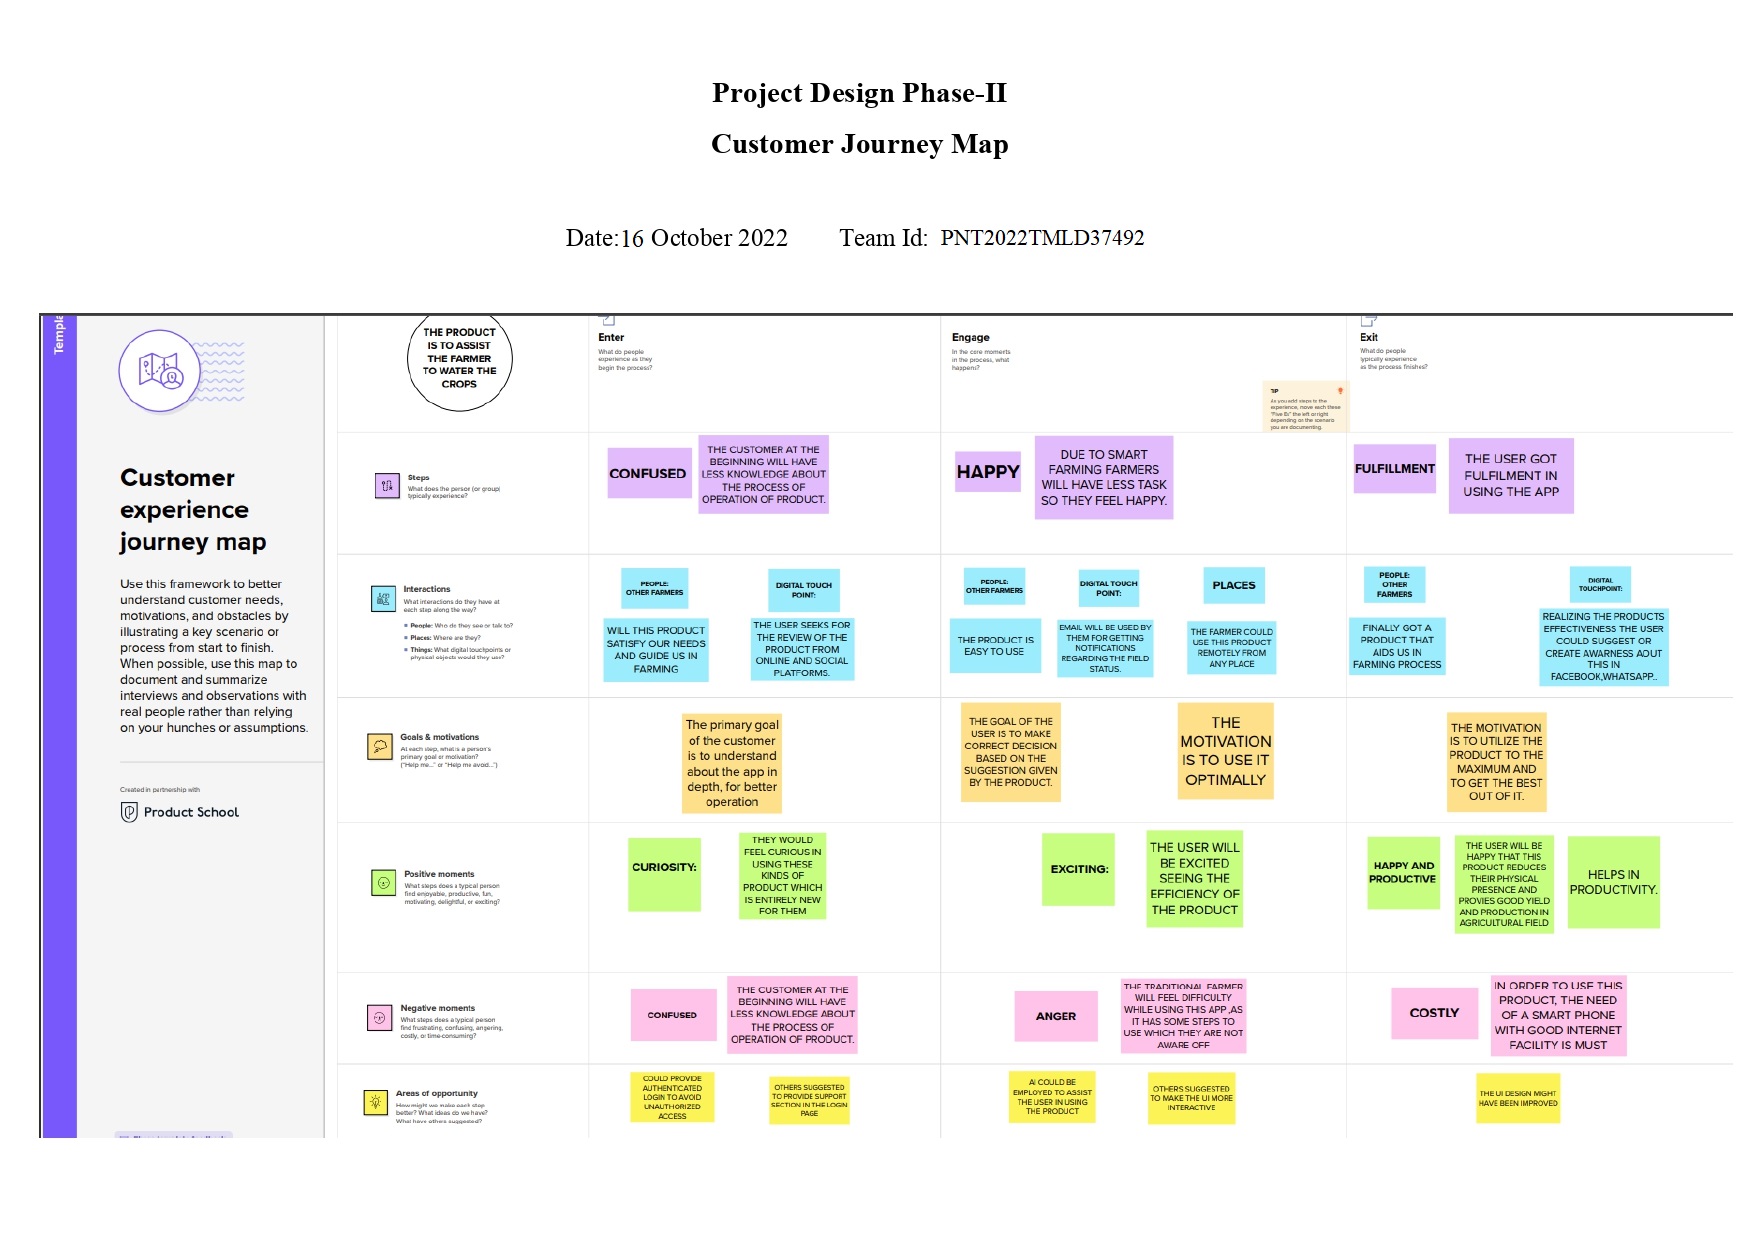 Project Design Phase-II
Customer Journey Map
Date:16 October 2022 Team Id: PNT2022TMLD37492
Templa
Customer
experience
journey map
Use this framework to better
understand customer needs,
motivations, and obstacles by
illustrating a key scenario or
process from start to finish.
When possible, use this map to
document and summarize
interviews and observations with
real people rather than relying
on your hunches or assumptions.
Created in partnership with
Product School
THE PRODUCT
IS TO ASSIST
THE FARMER
TO WATER THE
CROPS
Enter
What do people
experience as they
begin the process?
Engage
In the core moments
in the process, what
happens?
TIP
As you add steps to the
experience, move each these
"Five Es" the left or right
depending on the scenario
you are documenting.
Exit
What do people
typically experience
as the process finishes?
Steps
What does the person (or group)
typically experience?
CONFUSED
THE CUSTOMER AT THE
BEGINNING WILL HAVE
LESS KNOWLEDGE ABOUT
THE PROCESS OF
OPERATION OF PRODUCT.
HAPPY
DUE TO SMART
FARMING FARMERS
WILL HAVE LESS TASK
SO THEY FEEL HAPPY.
FULFILLMENT
THE USER GOT
FULFILMENT IN
USING THE APP
Interactions
What interactions do they have at
each step along the way?
People: Who do they see or talk to?
Places: Where are they?
Things: What digital touchpoints or
physical objects would they use?
PEOPLE:
OTHER FARMERS
WILL THIS PRODUCT
SATISFY OUR NEEDS
AND GUIDE US IN
FARMING
DIGITAL TOUCH
POINT:
THE USER SEEKS FOR
THE REVIEW OF THE
PRODUCT FROM
ONLINE AND SOCIAL
PLATFORMS.
PEOPLE:
OTHER FARMERS
THE PRODUCT IS
EASY TO USE
DIGITAL TOUCH
POINT:
EMAIL WILL BE USED BY
THEM FOR GETTING
NOTIFICATIONS
REGARDING THE FIELD
STATUS.
PLACES
THE FARMER COULD
USE THIS PRODUCT
REMOTELY FROM
ANY PLACE
PEOPLE:
OTHER
FARMERS
FINALLY GOT A
PRODUCT THAT
AIDS US IN
FARMING PROCESS
DIGITAL
TOUCHPOINT:
REALIZING THE PRODUCTS
EFFECTIVENESS THE USER
COULD SUGGEST OR
CREATE AWARNESS AOUT
THIS IN
FACEBOOK,WHATSAPP..
Goals & motivations
At each step, what is a person's
primary goal or motivation?
("Help me..." or "Help me avoid...")
The primary goal
of the customer
is to understand
about the app in
depth, for better
operation
THE GOAL OF THE
USER IS TO MAKE
CORRECT DECISION
BASED ON THE
SUGGESTION GIVEN
BY THE PRODUCT.
THE
MOTIVATION
IS TO USE IT
OPTIMALLY
THE MOTIVATION
IS TO UTILIZE THE
PRODUCT TO THE
MAXIMUM AND
TO GET THE BEST
OUT OF IT.
Positive moments
What steps does a typical person
find enjoyable, productive, fun,
motivating, delightful, or exciting?
CURIOSITY:
THEY WOULD
FEEL CURIOUS IN
USING THESE
KINDS OF
PRODUCT WHICH
IS ENTIRELY NEW
FOR THEM
EXCITING:
THE USER WILL
BE EXCITED
SEEING THE
EFFICIENCY OF
THE PRODUCT
HAPPY AND
PRODUCTIVE
THE USER WILL BE
HAPPY THAT THIS
PRODUCT REDUCES
THEIR PHYSICAL
PRESENCE AND
PROVIES GOOD YIELD
AND PRODUCTION IN
AGRICULTURAL FIELD
HELPS IN
PRODUCTIVITY.
Negative moments
What steps does a typical person
find frustrating, confusing, angering,
costly, or time-consuming?
CONFUSED
THE CUSTOMER AT THE
BEGINNING WILL HAVE
LESS KNOWLEDGE ABOUT
THE PROCESS OF
OPERATION OF PRODUCT.
ANGER
THE TRADITIONAL FARMER
WILL FEEL DIFFICULTY
WHILE USING THIS APP ,AS
IT HAS SOME STEPS TO
USE WHICH THEY ARE NOT
AWARE OFF
COSTLY
IN ORDER TO USE THIS
PRODUCT, THE NEED
OF A SMART PHONE
WITH GOOD INTERNET
FACILITY IS MUST
Areas of opportunity
How might we make each step
better? What ideas do we have?
What have others suggested?
COULD PROVIDE
AUTHENTICATED
LOGIN TO AVOID
UNAUTHORIZED
ACCESS
OTHERS SUGGESTED
TO PROVIDE SUPPORT
SECTION IN THE LOGIN
PAGE
AI COULD BE
EMPLOYED TO ASSIST
THE USER IN USING
THE PRODUCT
OTHERS SUGGESTED
TO MAKE THE UI MORE
INTERACTIVE
THE UI DESIGN MIGHT
HAVE BEEN IMPROVED